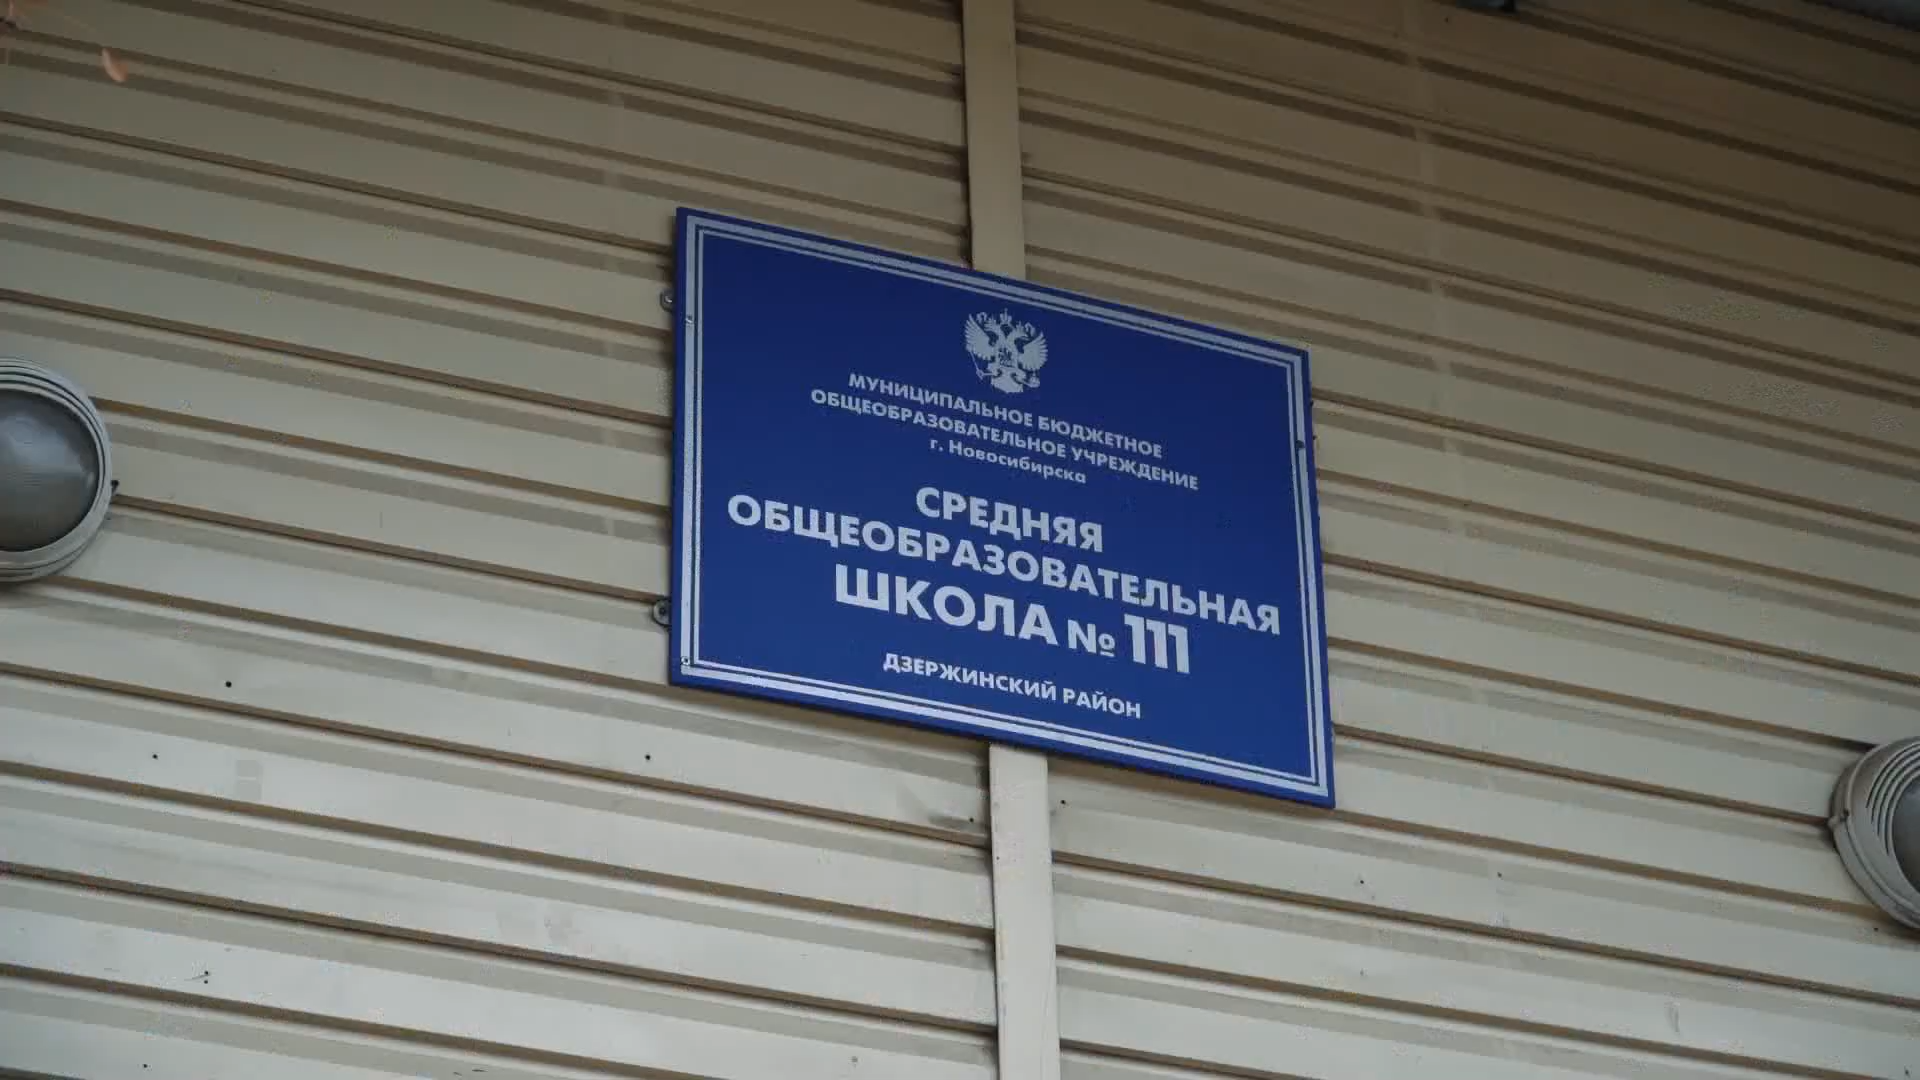 МУНИЦИПАЛЬНОЕ БЮДЖЕТНОЕ
ОБЩЕОБРАЗОВАТЕЛЬНОЕ УЧРЕЖДЕНИЕ
г. Новосибирска
СРЕДНЯЯ
ОБЩЕОБРАЗОВАТЕЛЬНАЯ
ШКОЛА № 111
ДЗЕРЖИНСКИЙ РАЙОН